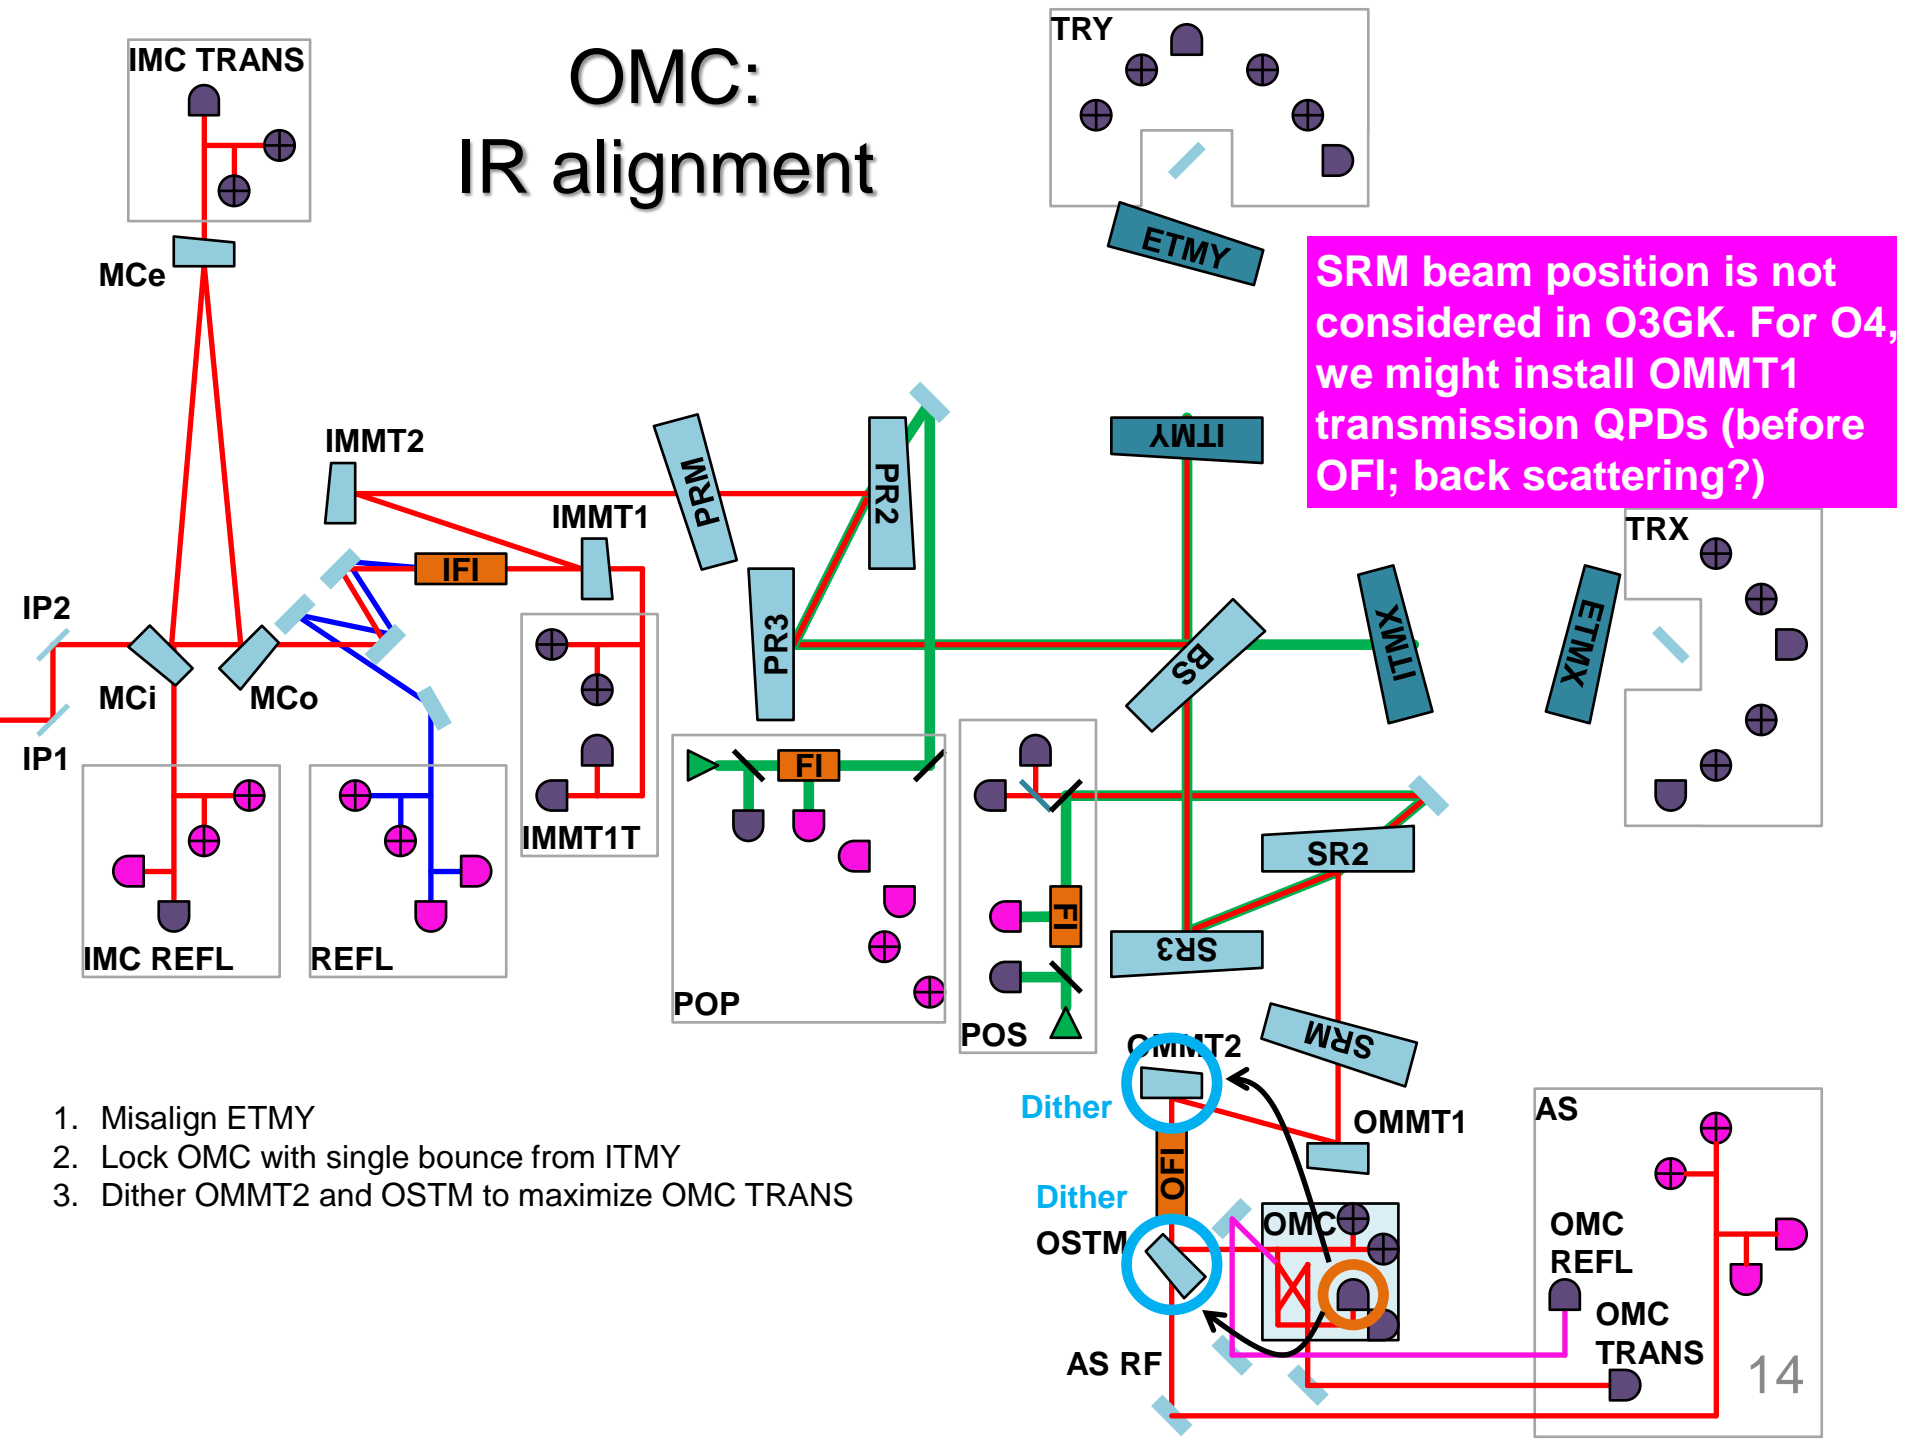 OMC:
IR alignment
IMC TRANS
TRY
MCe
ETMY
SRM beam position is not
considered in O3GK. For O4,
we might install OMMT1
transmission QPDs (before
OFI; back scattering?)
IMMT2
PRM
PR2
ITMY
IMMT1
IFI
TRX
IP2
PR3
BS
ITMX
ETMX
MCi
MCo
IP1
FI
IMMT1T
SR2
FI
IMC REFL
REFL
SR3
POP
POS
SRM
OMMT2
Dither
OMMT1
AS
1. Misalign ETMY
2. Lock OMC with single bounce from ITMY
3. Dither OMMT2 and OSTM to maximize OMC TRANS
OFI
Dither
OSTM
OMC
OMC
REFL
OMC
TRANS
AS RF
14